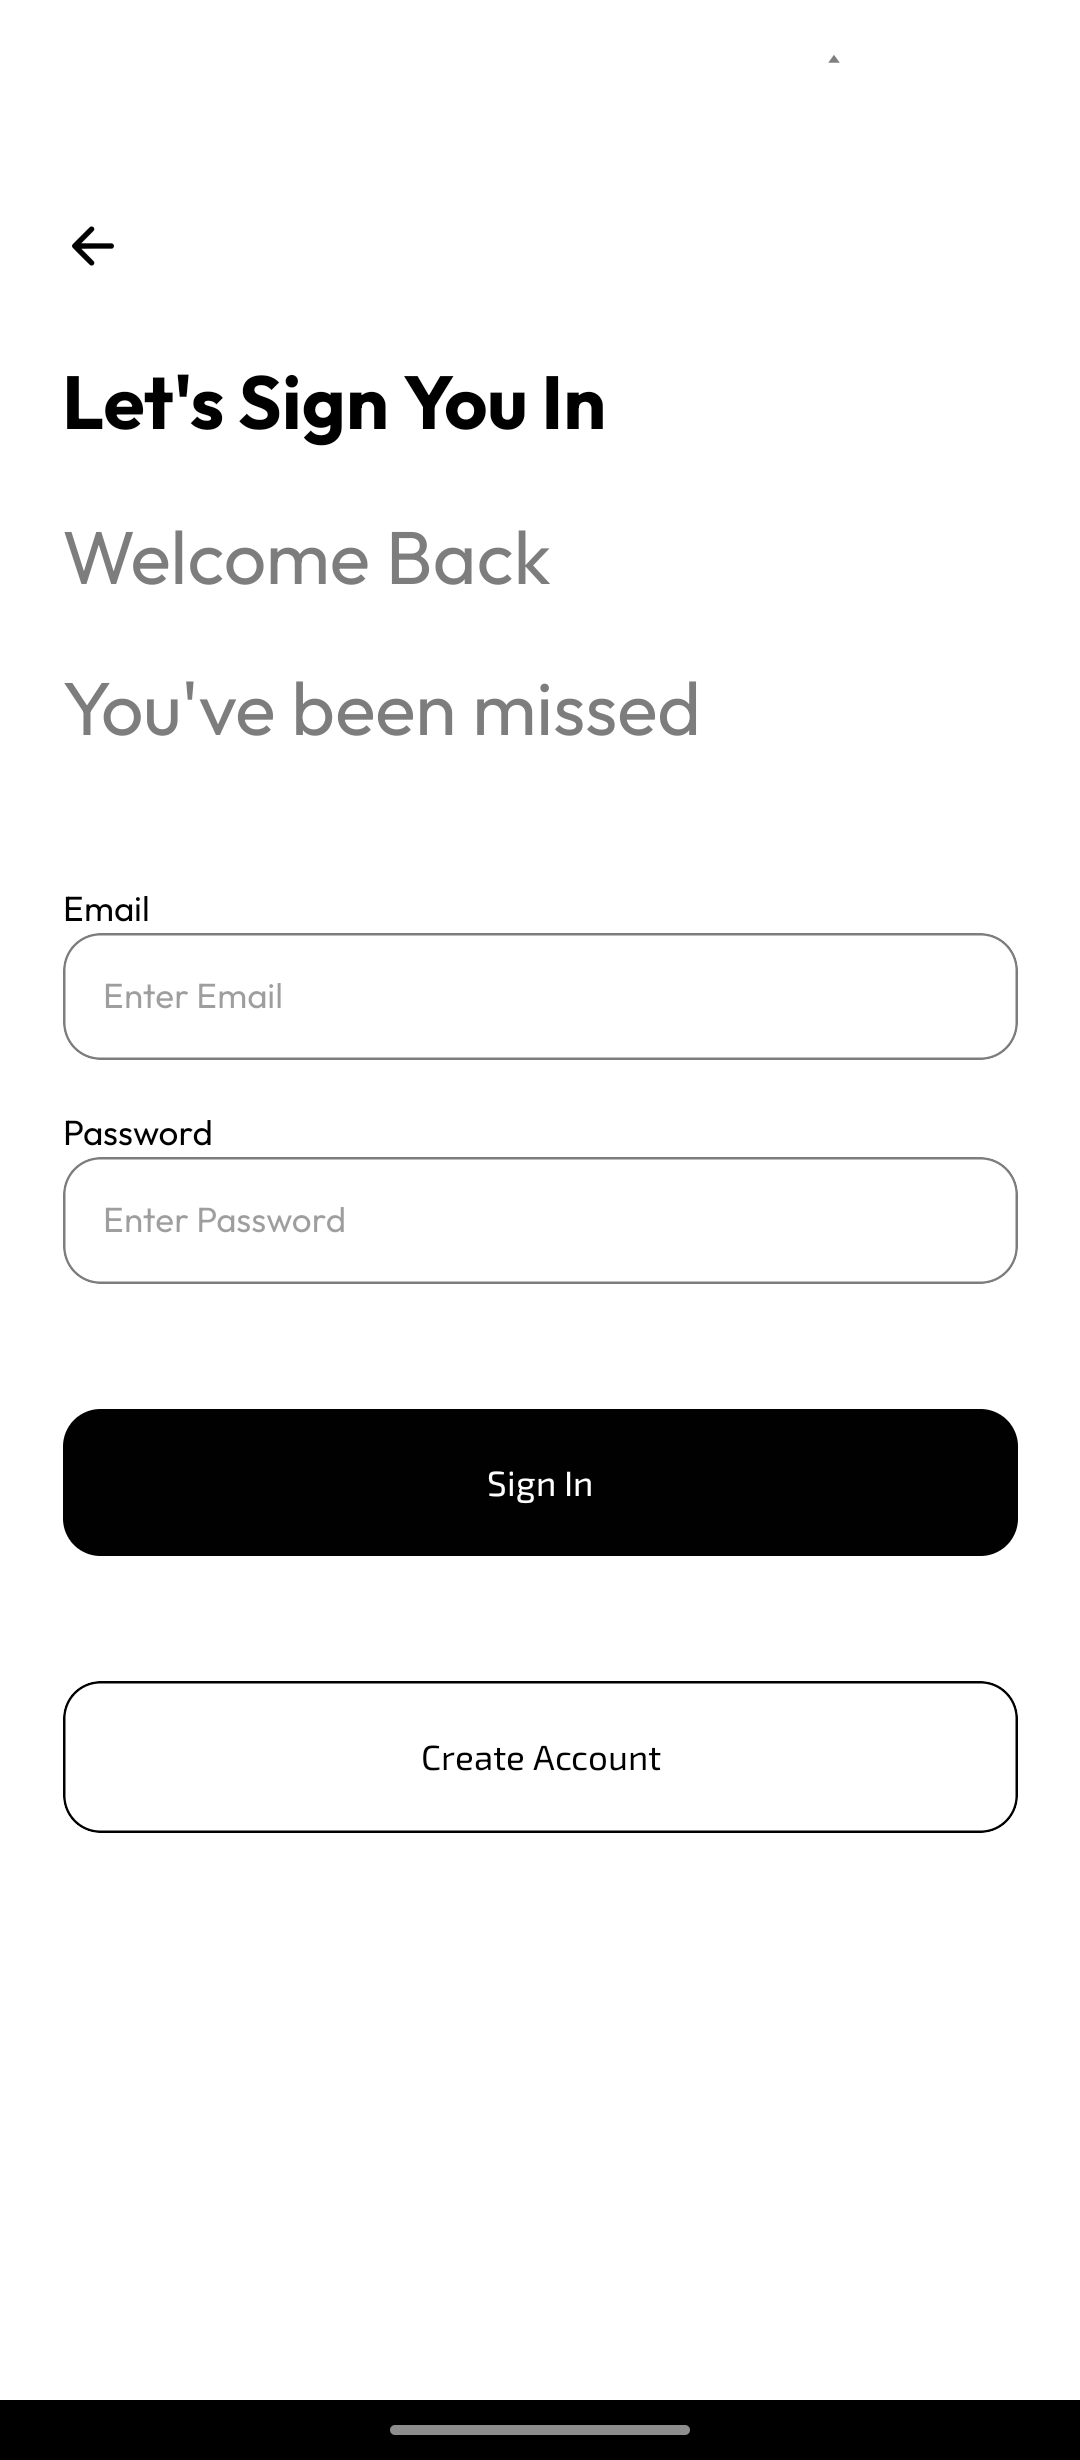 Let's Sign You In
Welcome Back
You've been missed
Email
Enter Email
Password
Enter Password
Sign In
Create Account